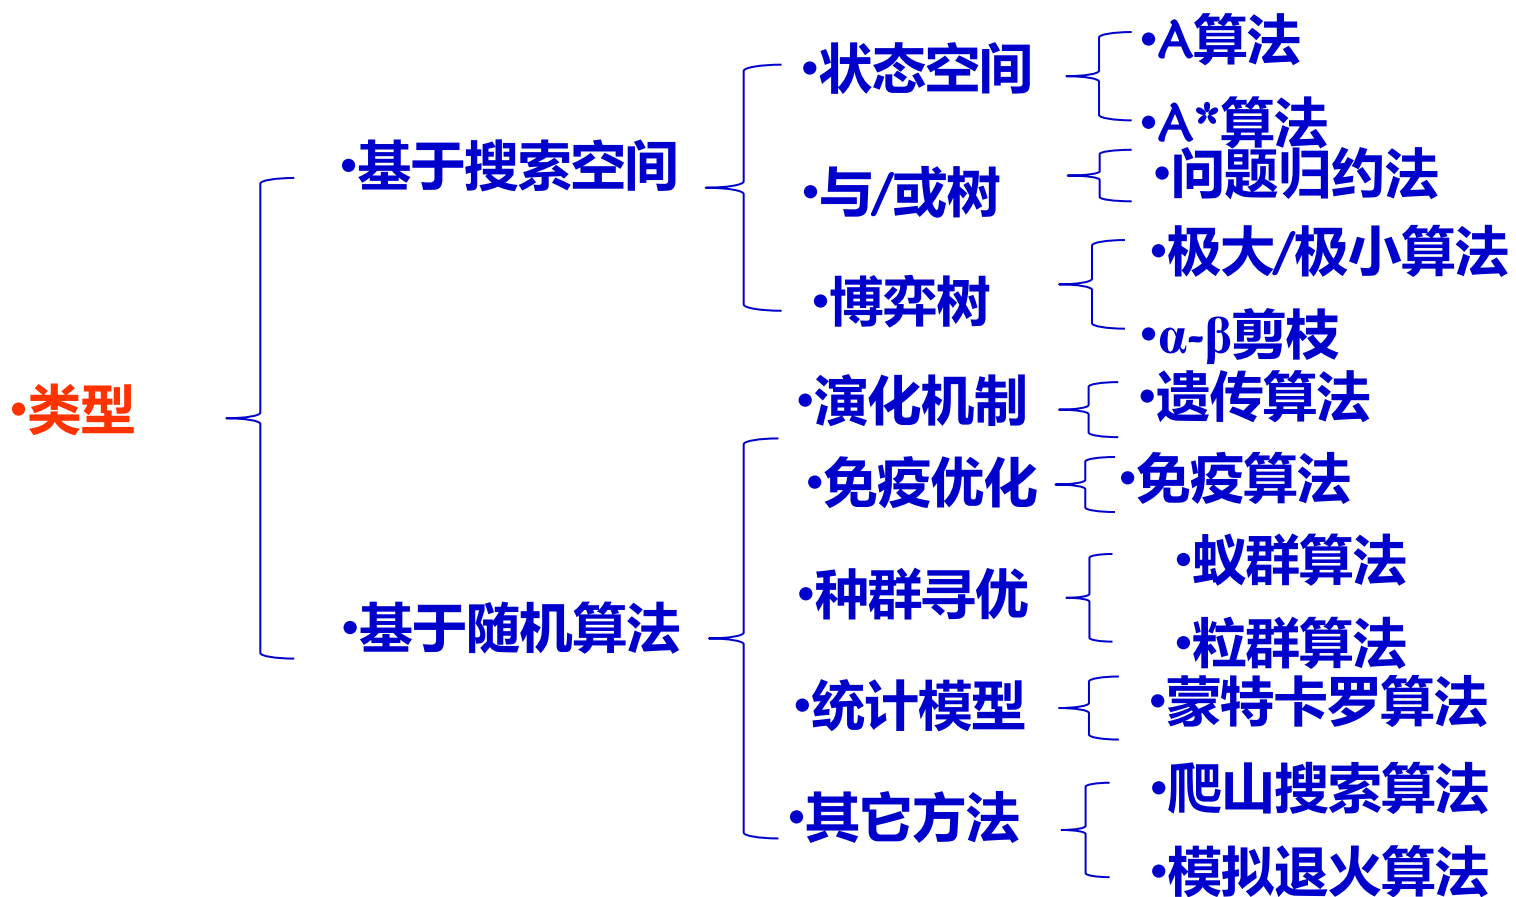 •类型
•基于搜索空间
•状态空间
•A算法
•A*算法
•与/或树
•问题归约法
•博弈树
•极大/极小算法
•α-β剪枝
•基于随机算法
•演化机制
•遗传算法
•免疫优化
•免疫算法
•种群寻优
•蚁群算法
•粒群算法
•统计模型
•蒙特卡罗算法
•其它方法
•爬山搜索算法
•模拟退火算法